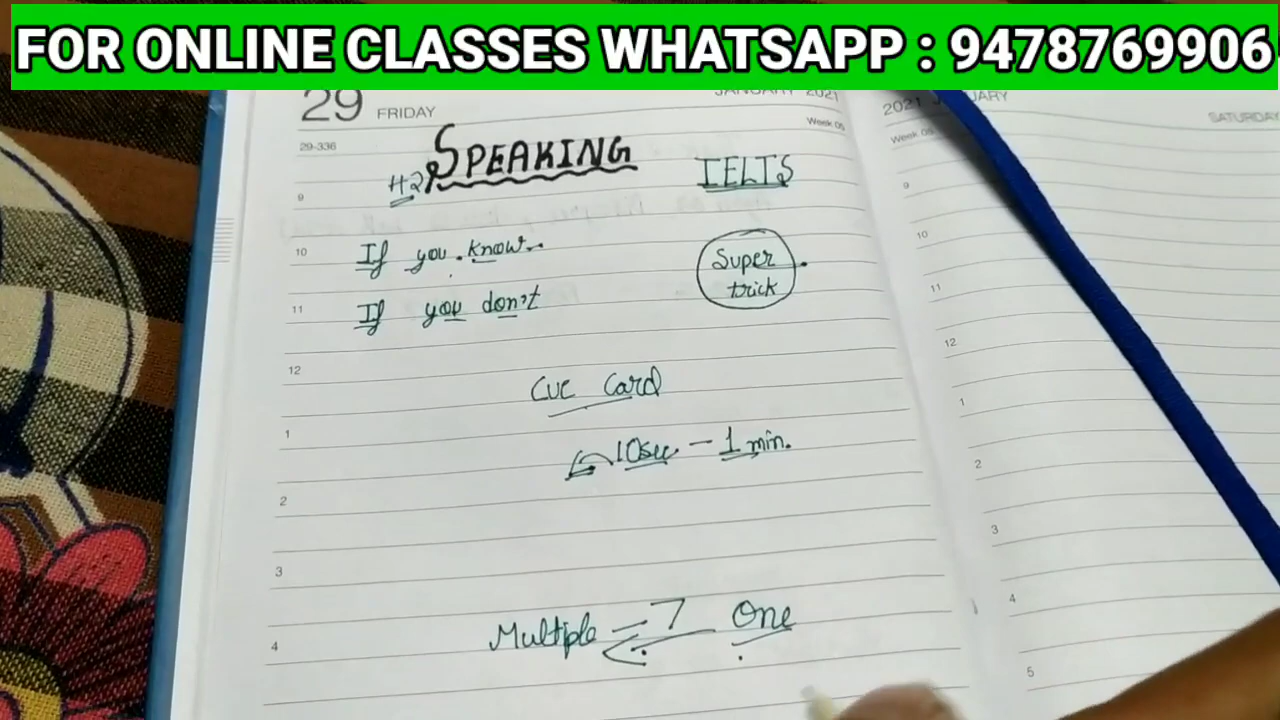 FOR ONLINE CLASSES WHATSAPP : 9478769906
29 FRIDAY JANUARY 2021
29-336 Week 05
SPEAKING
IELTS
If you know
If you don't
Super
trick
Cue Card
10sec - 1 min.
Multiple = 7 One
9
10
11
12
1
2
3
4
2021 JANUARY
SATURDAY
Week 05
9
10
11
12
1
2
3
4
5